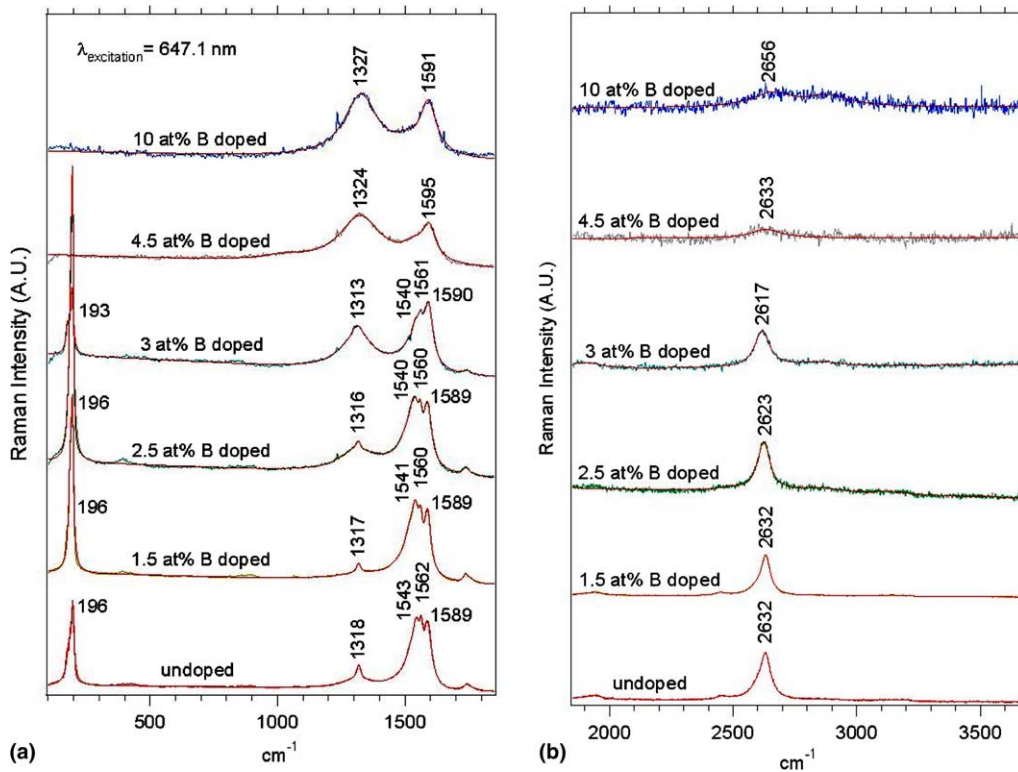 λexcitation= 647.1 nm
1327
1591
10 at% B doped
1324
1595
4.5 at% B doped
193
1313
1540
1561
1590
3 at% B doped
196
1316
1540
1560
1589
2.5 at% B doped
196
1317
1541
1560
1589
1.5 at% B doped
196
1318
1543
1562
1589
undoped
Raman Intensity (A.U.)
500
1000
1500
cm-1
(a)
2656
10 at% B doped
2633
4.5 at% B doped
2617
3 at% B doped
2623
2.5 at% B doped
2632
1.5 at% B doped
2632
undoped
Raman Intensity (A.U.)
2000
2500
3000
3500
cm-1
(b)